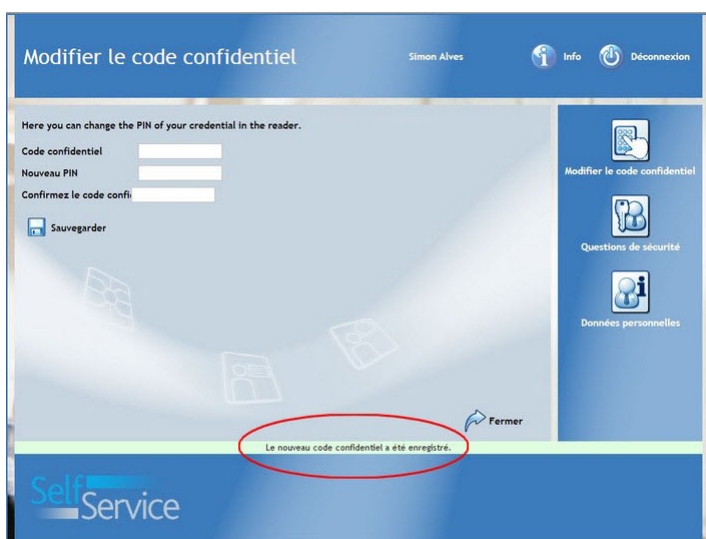 Modifier le code confidentiel
Simon Alves
Info
Déconnexion
Here you can change the PIN of your credential in the reader.
Code confidentiel
Nouveau PIN
Confirmez le code confi
Sauvegarder
Modifier le code confidentiel
Questions de sécurité
Données personnelles
Fermer
Le nouveau code confidentiel a été enregistré.
Self
Service